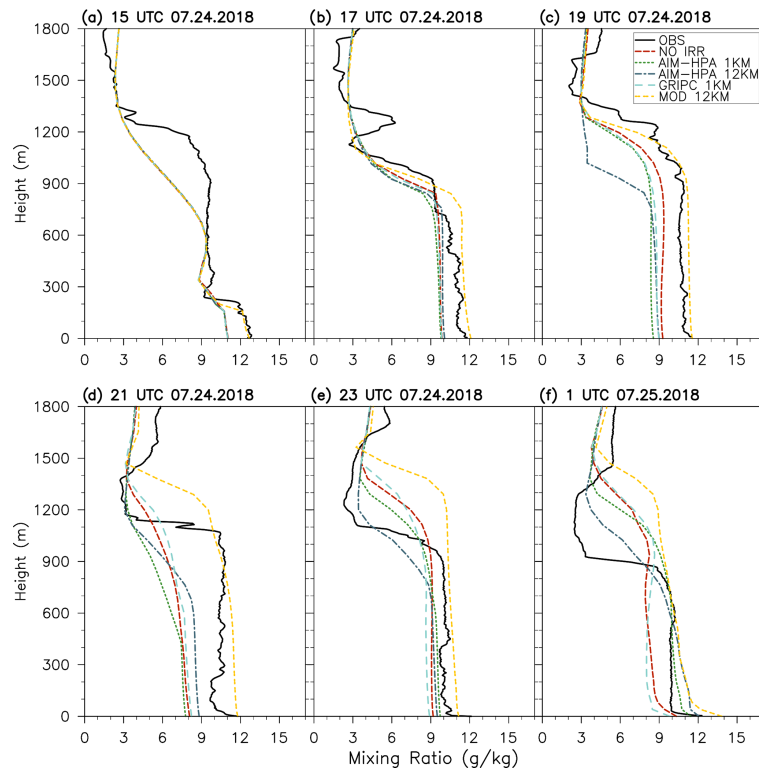 (a) 15 UTC 07.24.2018
(b) 17 UTC 07.24.2018
(c) 19 UTC 07.24.2018
OBS
NO IRR
AIM-HPA 1KM
AIM-HPA 12KM
GRIPC 1KM
MOD 12KM
1800
1500
1200
900
600
300
0
Height (m)
0 3 6 9 12 15
0 3 6 9 12 15
0 3 6 9 12 15
(d) 21 UTC 07.24.2018
(e) 23 UTC 07.24.2018
(f) 1 UTC 07.25.2018
1800
1500
1200
900
600
300
0
Height (m)
0 3 6 9 12 15
0 3 6 9 12 15
0 3 6 9 12 15
Mixing Ratio (g/kg)